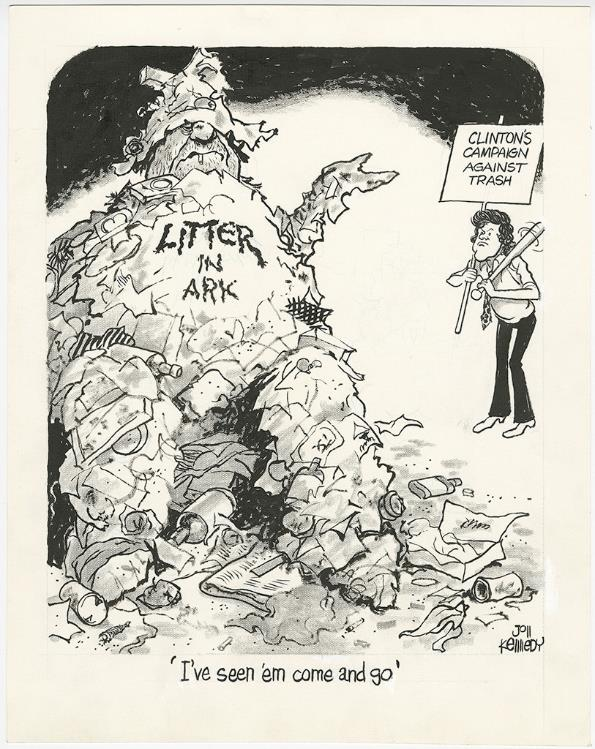 CLINTON'S
CAMPAIGN
AGAINST
TRASH
LITTER
IN
ARK
Jon
Kennedy
'I've seen 'em come and go'